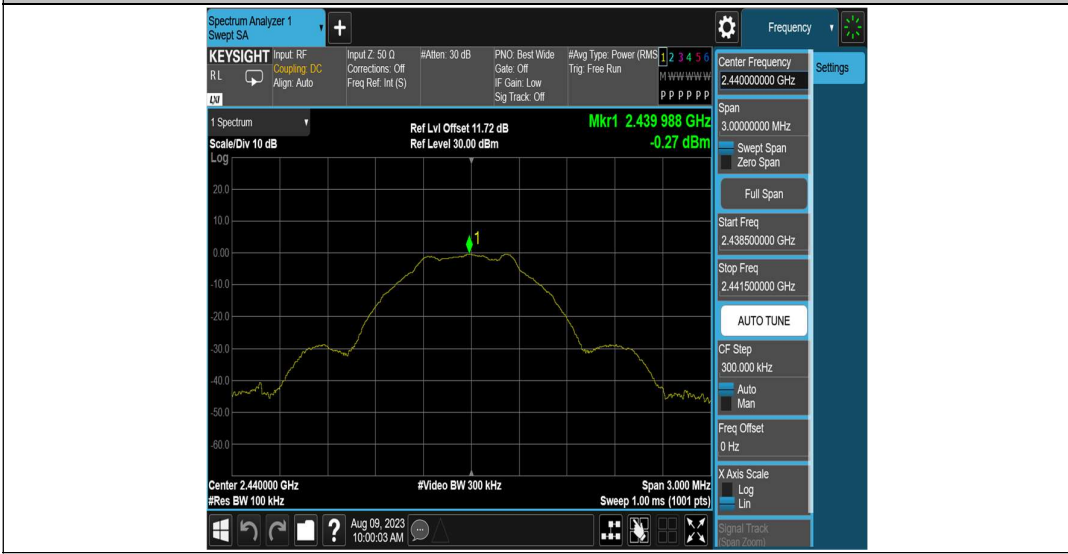 Spectrum Analyzer 1
Swept SA
+
Frequency
KEYSIGHT
RL
LXI
Input: RF
Coupling: DC
Align: Auto
Input Z: 50 Ω
Corrections: Off
Freq Ref: Int (S)
#Atten: 30 dB
PNO: Best Wide
Gate: Off
IF Gain: Low
Sig Track: Off
#Avg Type: Power (RMS
Trig: Free Run
1 2 3 4 5 6
M W W W W W
P P P P P P
1 Spectrum
Scale/Div 10 dB
Ref Lvl Offset 11.72 dB
Ref Level 30.00 dBm
Mkr1 2.439 988 GHz
-0.27 dBm
Log
20.0
10.0
0.00
-10.0
-20.0
-30.0
-40.0
-50.0
-60.0
1
Center 2.440000 GHz
#Res BW 100 kHz
#Video BW 300 kHz
Span 3.000 MHz
Sweep 1.00 ms (1001 pts)
?
Aug 09, 2023
10:00:03 AM
Center Frequency
2.440000000 GHz
Settings
Span
3.00000000 MHz
Swept Span
Zero Span
Full Span
Start Freq
2.438500000 GHz
Stop Freq
2.441500000 GHz
AUTO TUNE
CF Step
300.000 kHz
Auto
Man
Freq Offset
0 Hz
X Axis Scale
Log
Lin
Signal Track
(Span Zoom)